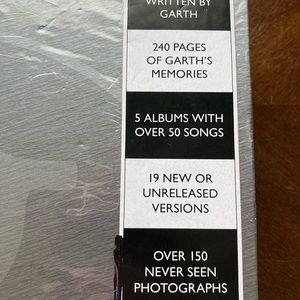 WRITTEN BY
GARTH
240 PAGES
OF GARTH'S
MEMORIES
5 ALBUMS WITH
OVER 50 SONGS
19 NEW OR
UNRELEASED
VERSIONS
OVER 150
NEVER SEEN
PHOTOGRAPHS